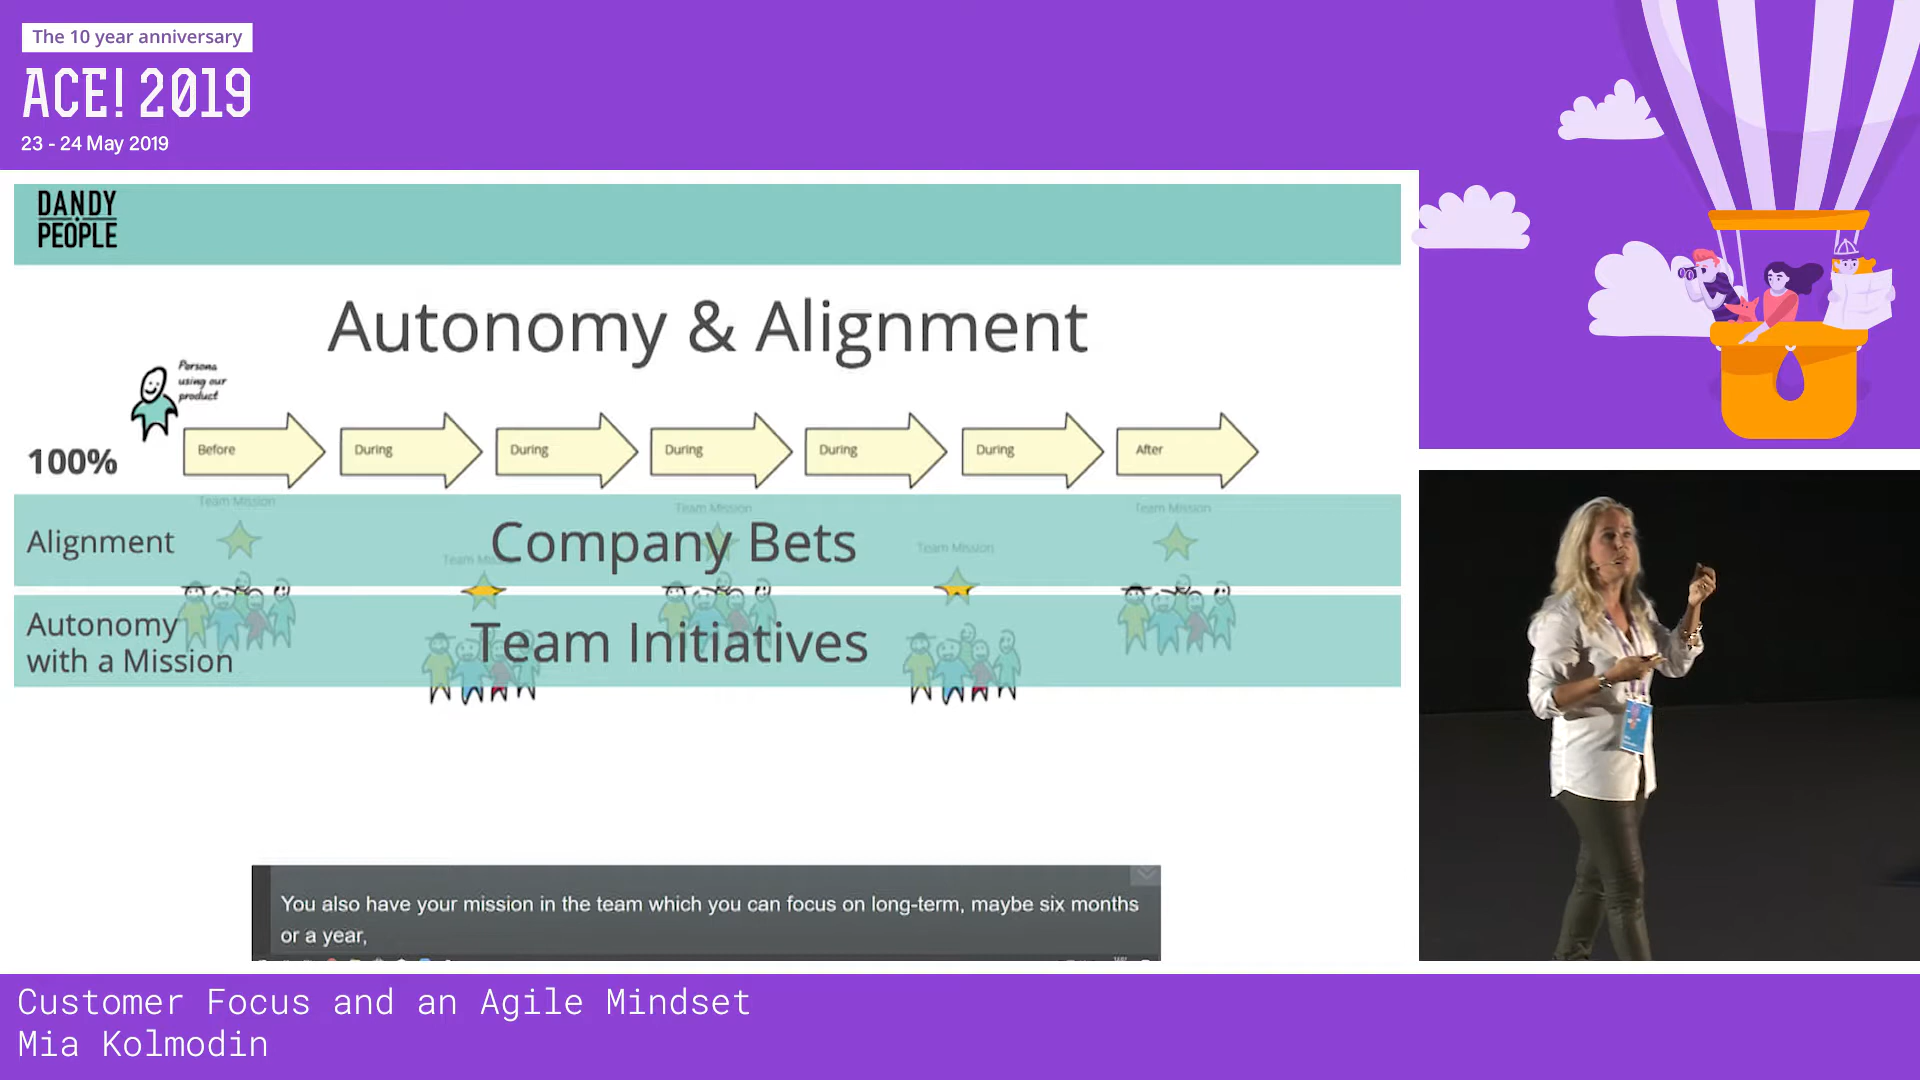 The 10 year anniversary
ACE! 2019
23 - 24 May 2019
DANDY
PEOPLE
Autonomy & Alignment
Persona
using our
product
100%
Before
During
During
During
During
During
After
Team Mission
Team Mission
Team Mission
Team Mission
Team
Alignment
Company Bets
Autonomy
with a Mission
Team Initiatives
You also have your mission in the team which you can focus on long-term, maybe six months
or a year,
Customer Focus and an Agile Mindset
Mia Kolmodin